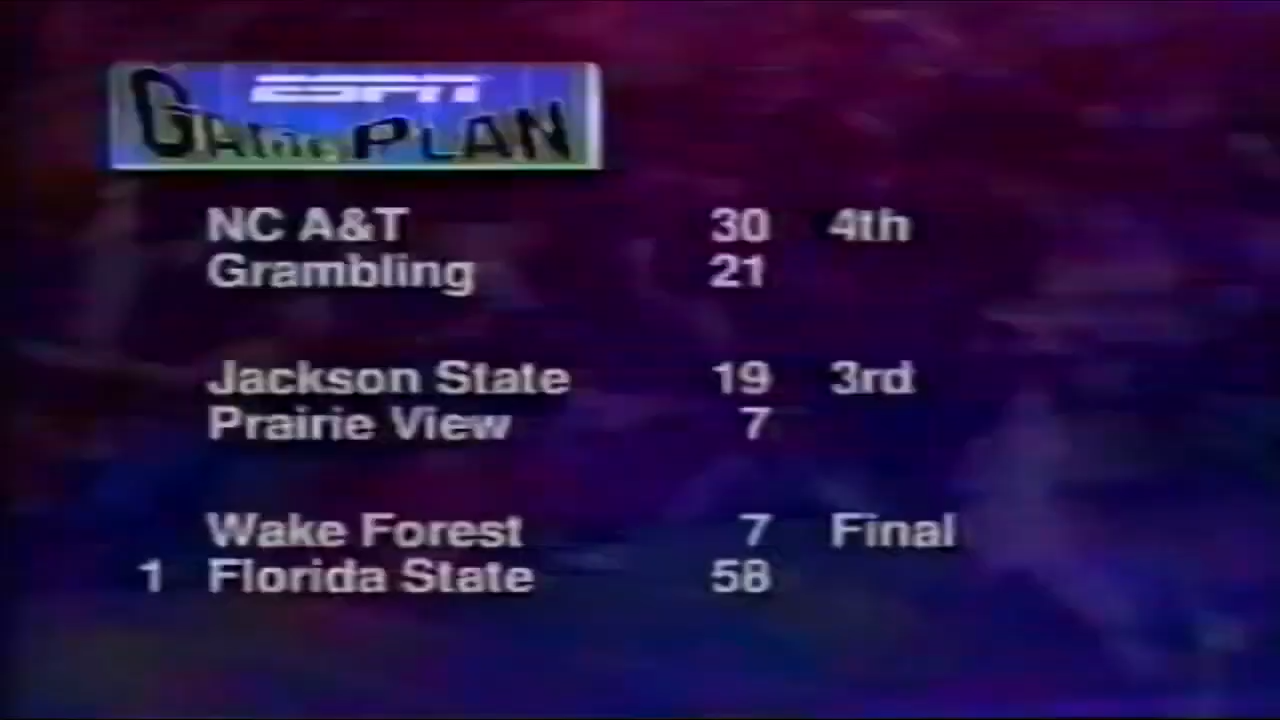 ESPN
GAME PLAN
NC A&T 30 4th
Grambling 21
Jackson State 19 3rd
Prairie View 7
Wake Forest 7 Final
1 Florida State 58